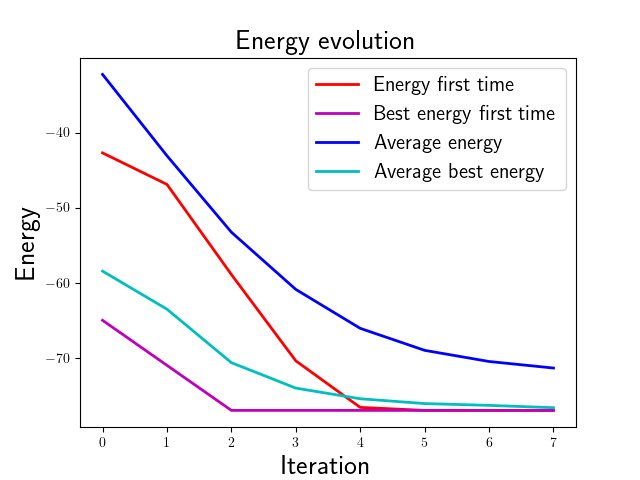 Energy evolution
Energy first time
Best energy first time
Average energy
Average best energy
−40
−50
−60
−70
Energy
0 1 2 3 4 5 6 7
Iteration